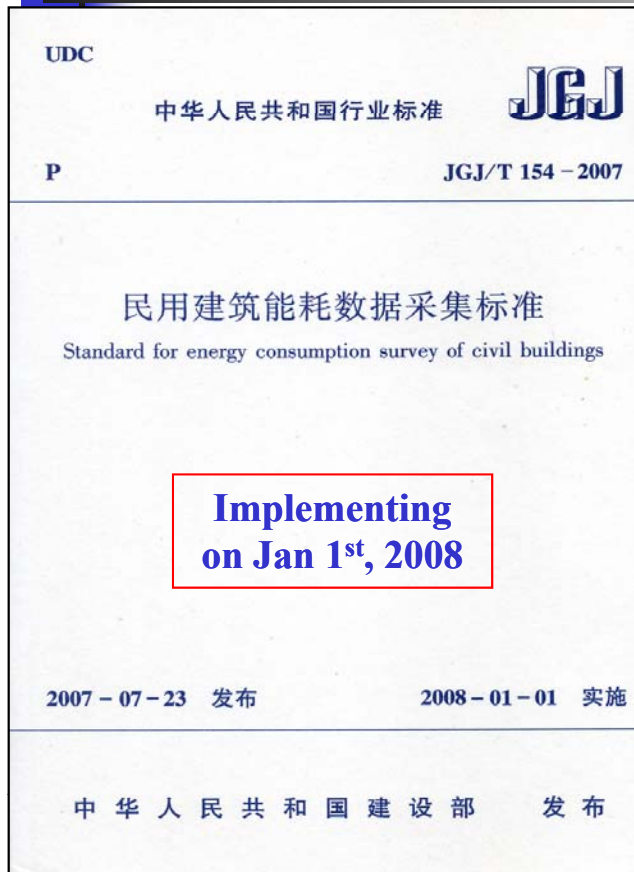 UDC
中华人民共和国行业标准 JGJ
P JGJ/T 154-2007
民用建筑能耗数据采集标准
Standard for energy consumption survey of civil buildings
Implementing
on Jan 1st, 2008
2007-07-23 发布 2008-01-01 实施
中华人民共和国建设部 发布